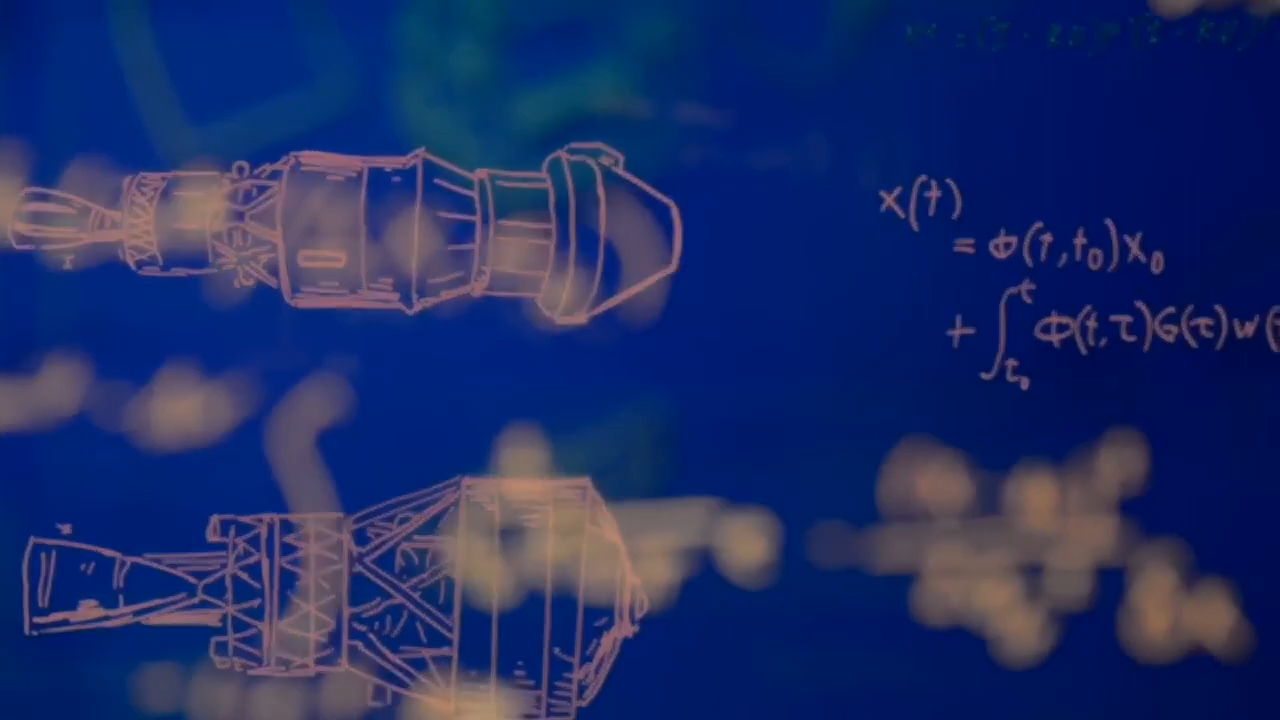 x(t)
= Φ(t,t₀)x₀
+ ∫ₜ₀ᵗ Φ(t,τ)G(τ)w(